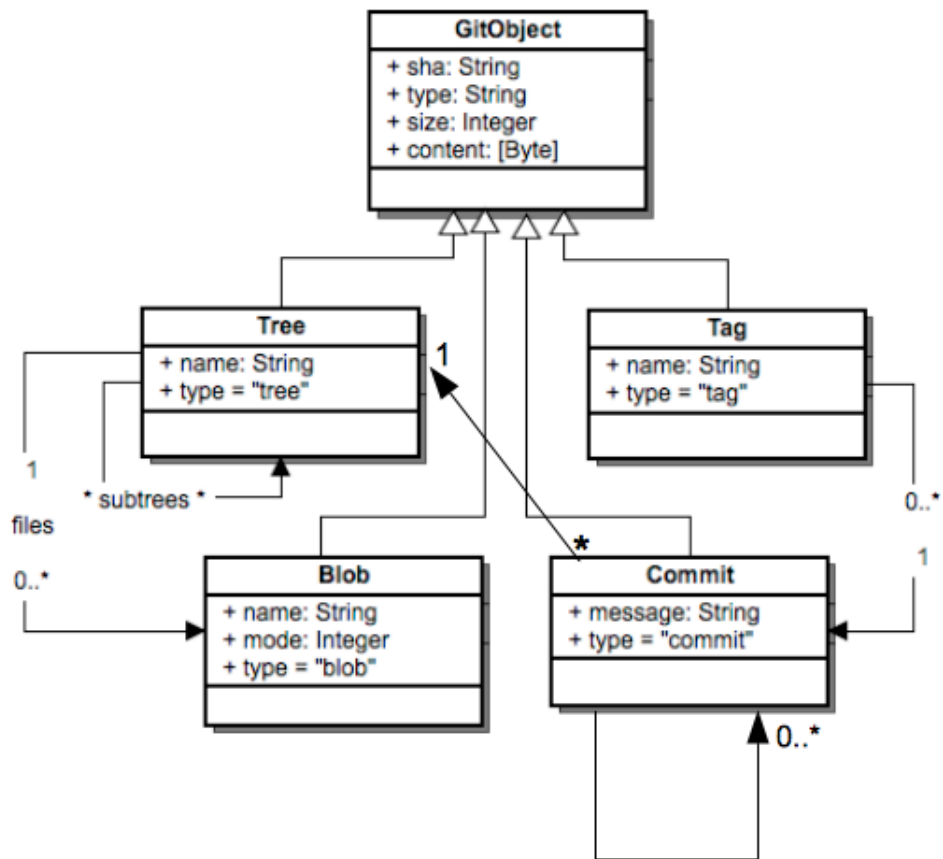 GitObject
+ sha: String
+ type: String
+ size: Integer
+ content: [Byte]
Tree
+ name: String
+ type = "tree"
Tag
+ name: String
+ type = "tag"
1
1
* subtrees *
files
0..*
0..*
1
*
Blob
+ name: String
+ mode: Integer
+ type = "blob"
Commit
+ message: String
+ type = "commit"
0..*